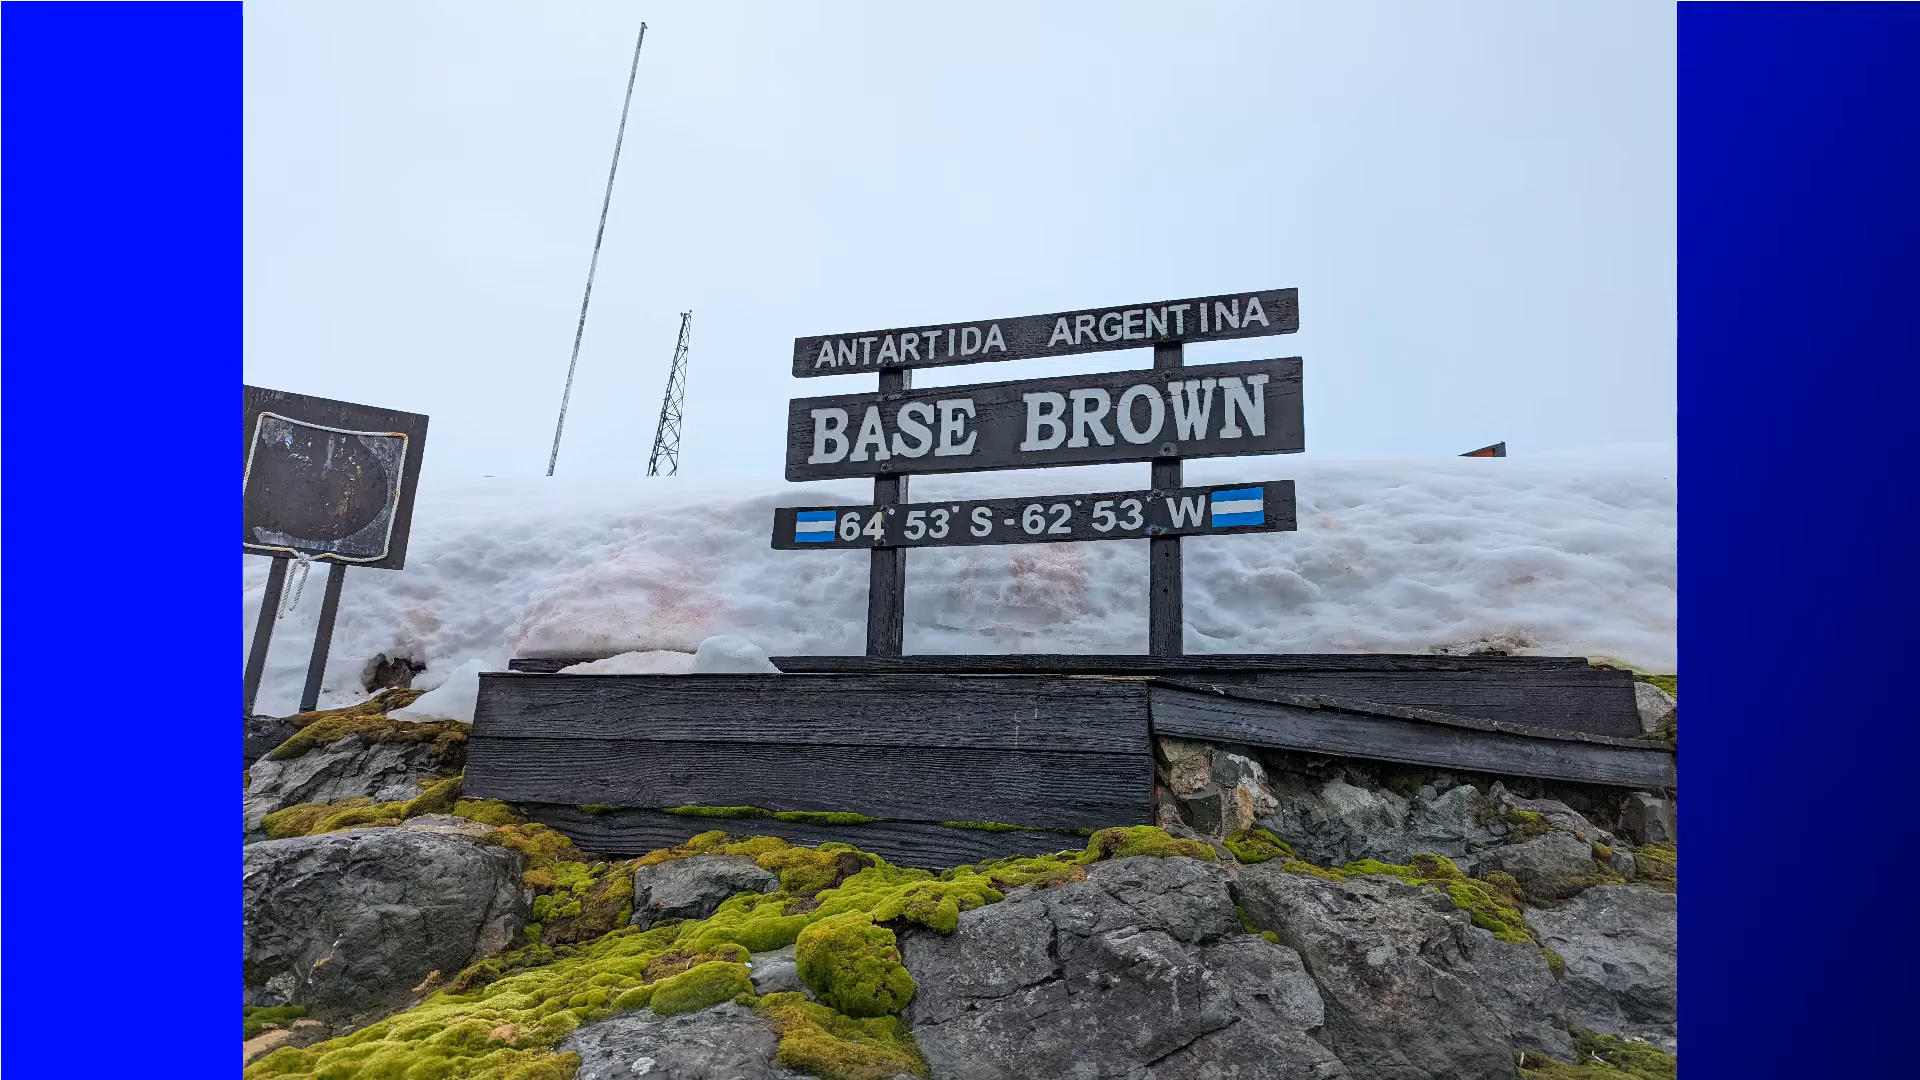 ANTARTIDA ARGENTINA
BASE BROWN
64° 53' S - 62° 53' W